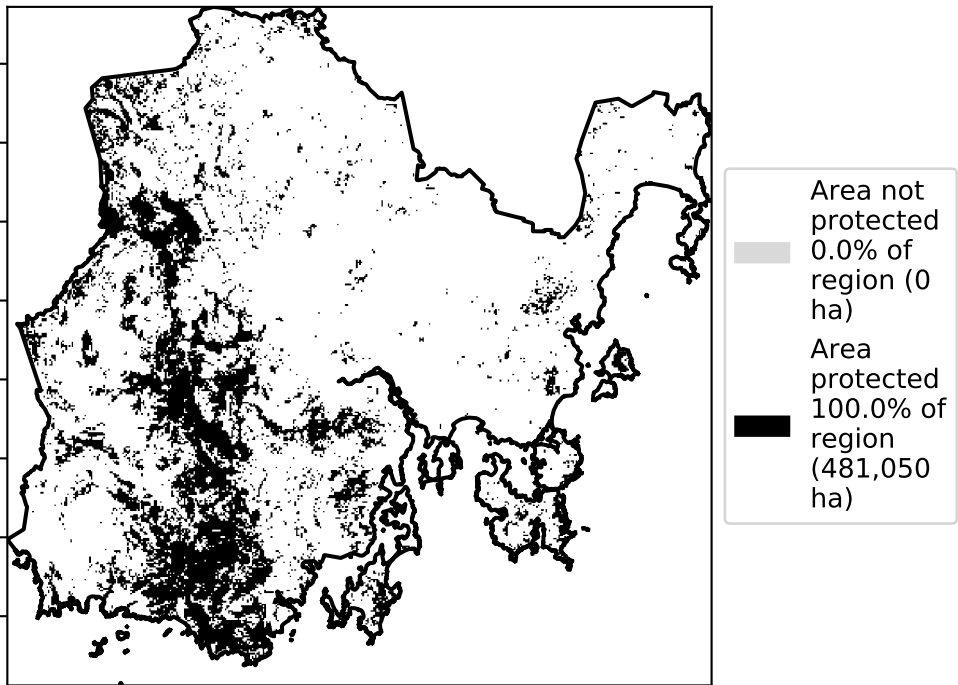 Area not
protected
0.0% of
region (0
ha)
Area
protected
100.0% of
region
(481,050
ha)